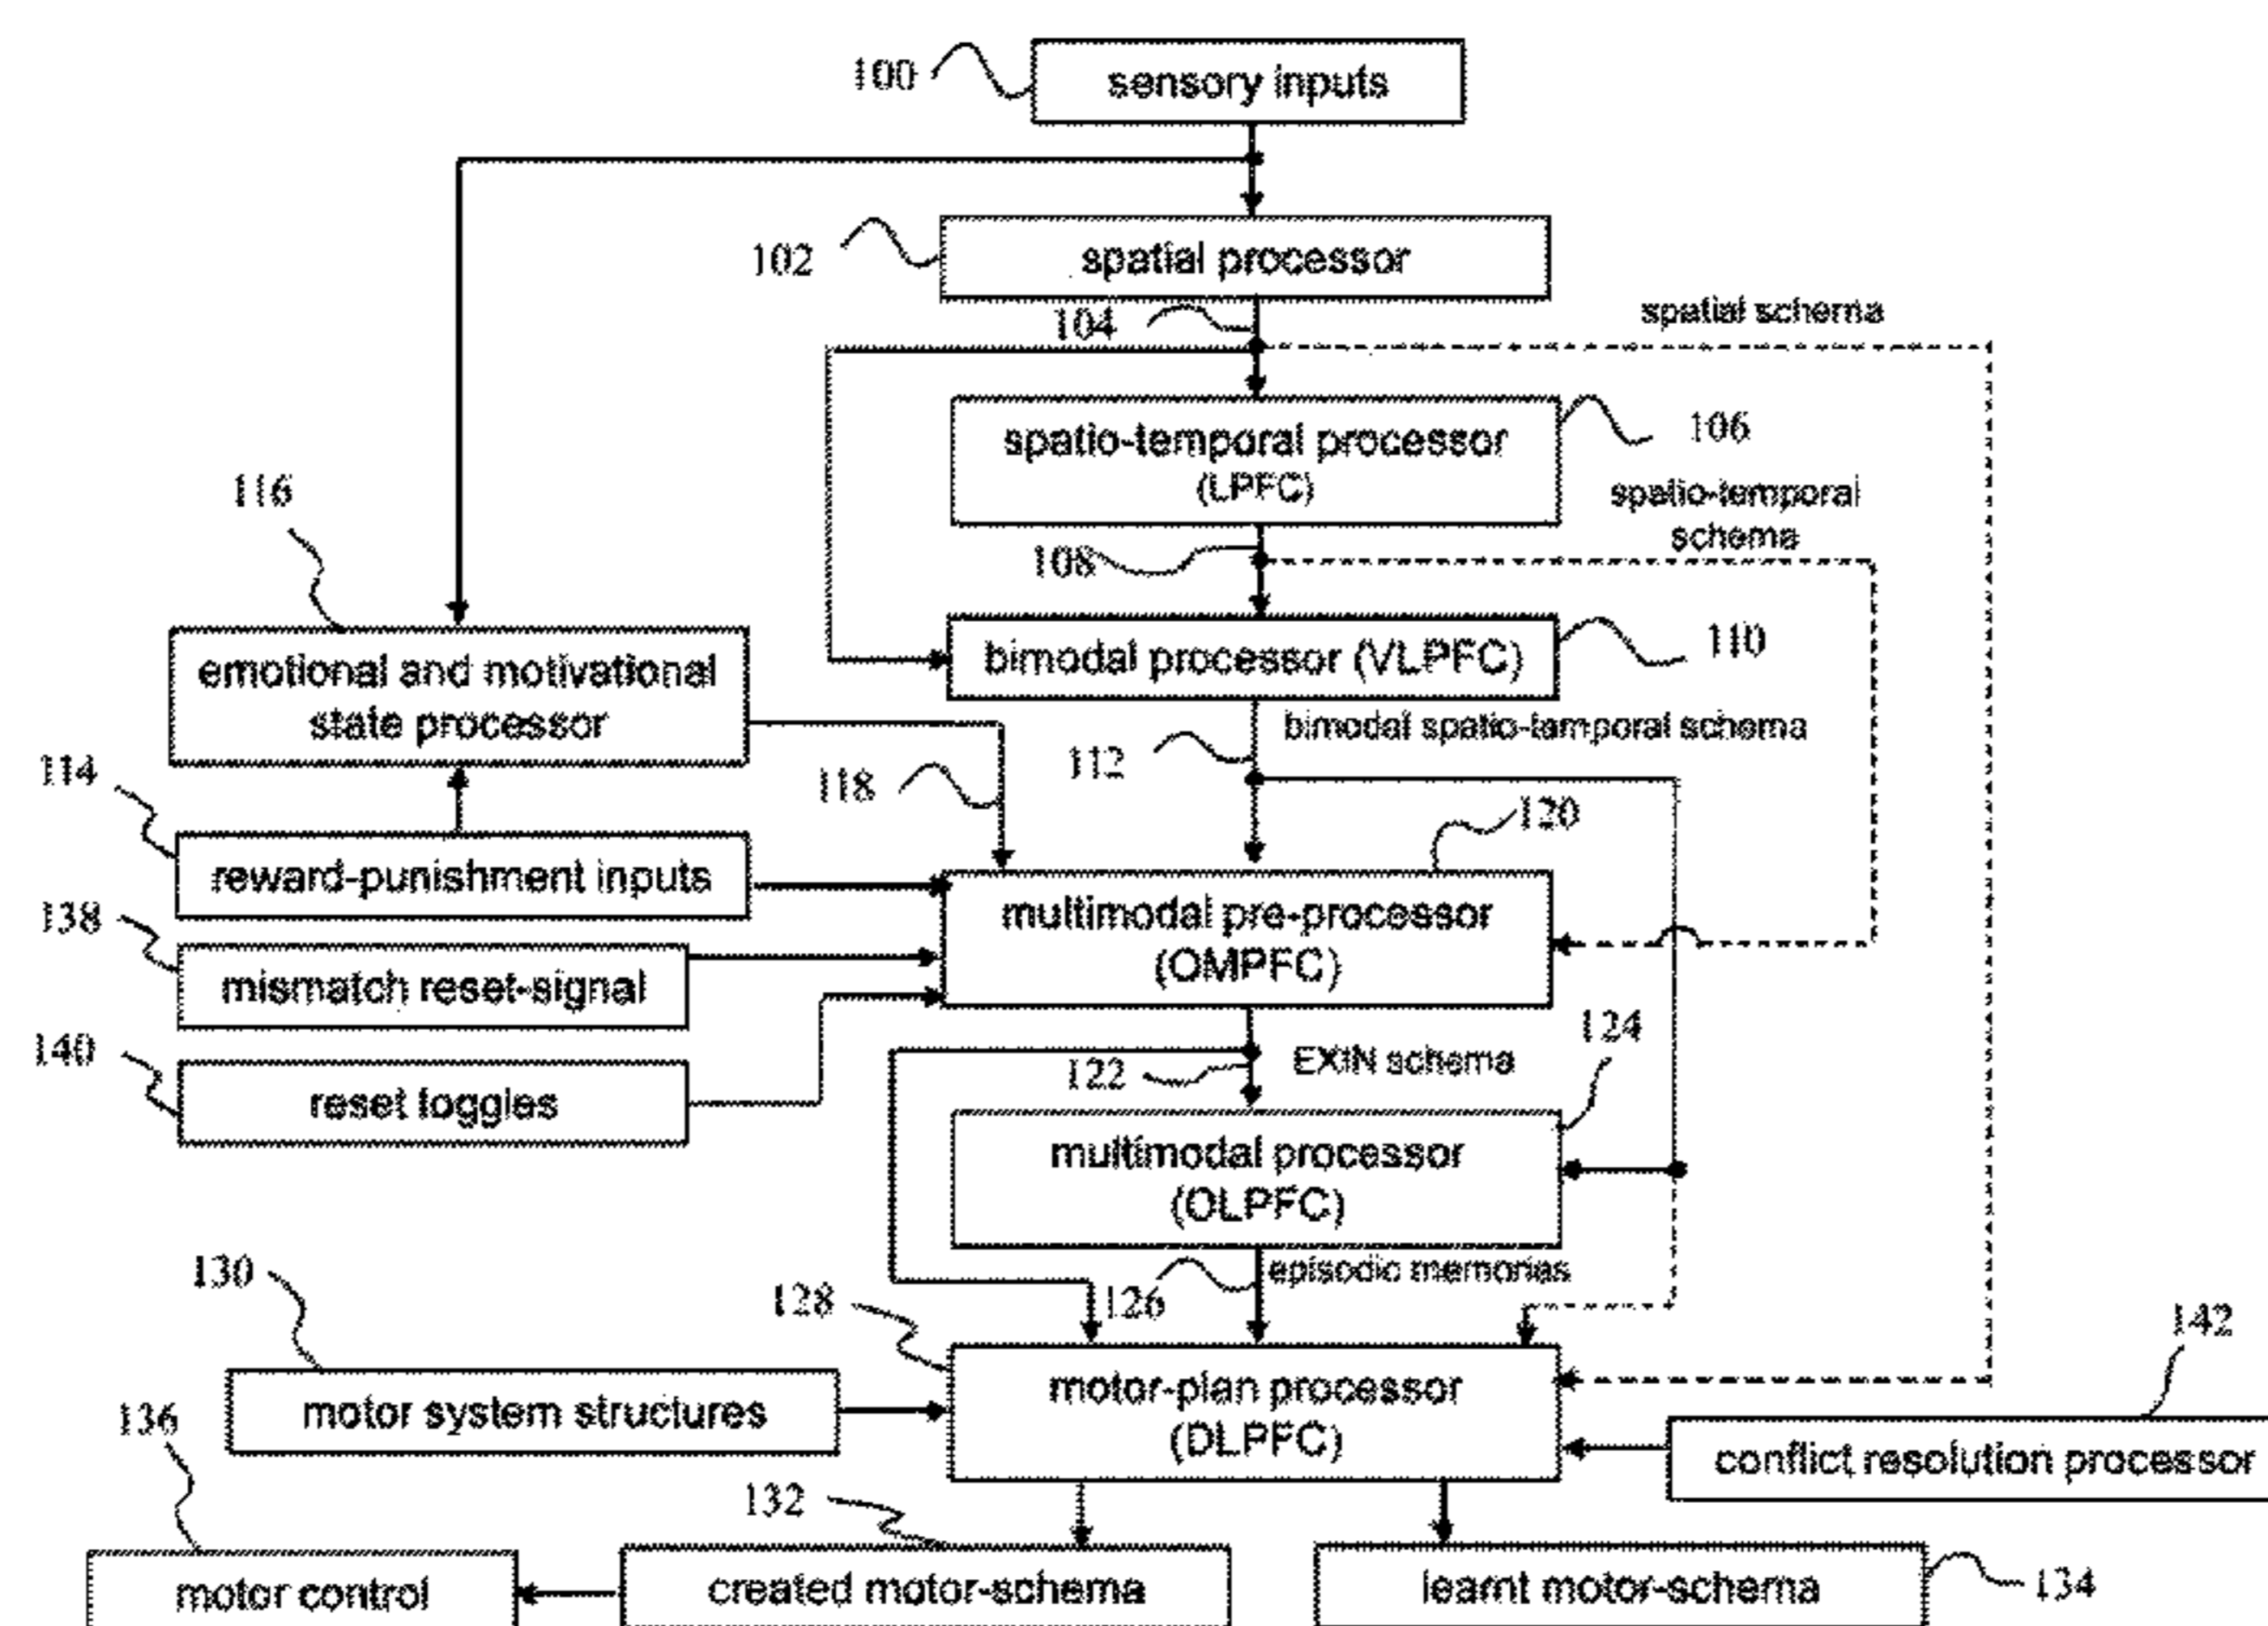 100
sensory inputs
102
spatial processor
104
spatial schema
spatio-temporal processor
(LPFC)
106
spatio-temporal
schema
108
116
bimodal processor (VLPFC)
110
emotional and motivational
state processor
bimodal spatio-temporal schema
112
114
118
120
reward-punishment inputs
multimodal pre-processor
(OMPFC)
138
mismatch reset-signal
140
reset toggles
122
EXIN schema
124
multimodal processor
(OLPFC)
episodic memories
126
130
128
142
motor system structures
motor-plan processor
(DLPFC)
136
conflict resolution processor
132
motor control
created motor-schema
learnt motor-schema
134